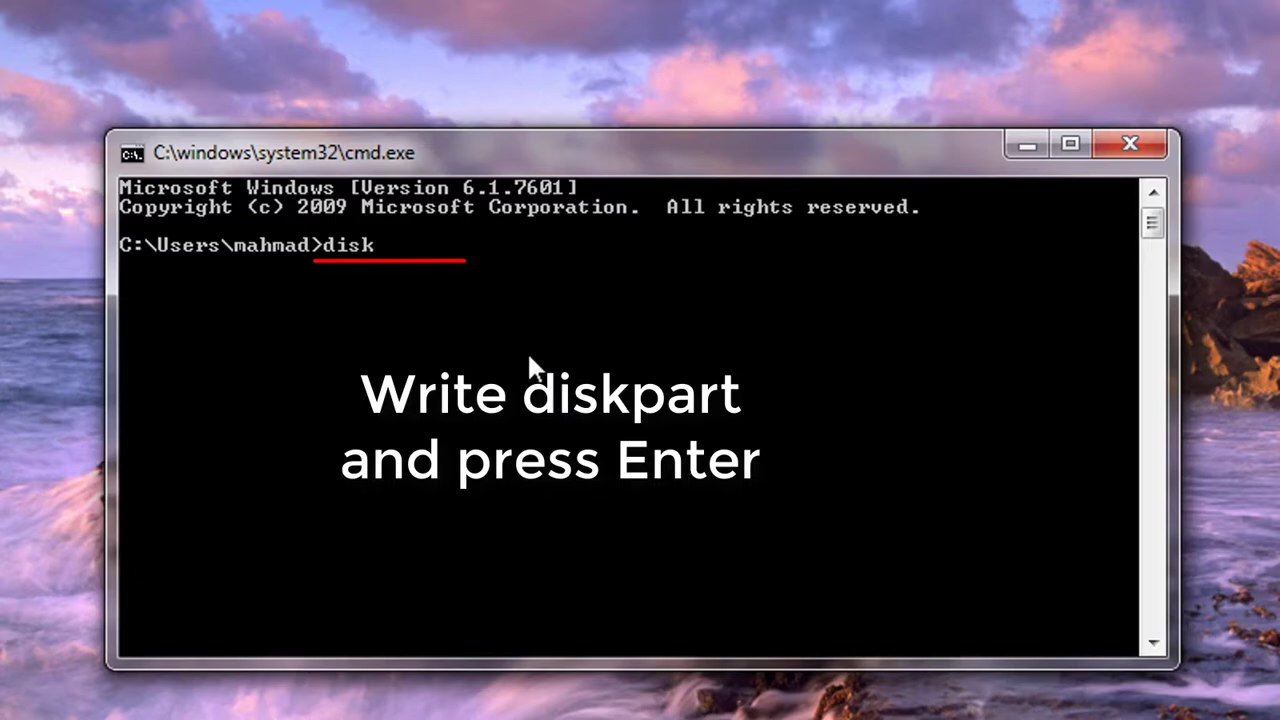 C:\windows\system32\cmd.exe
Microsoft Windows [Version 6.1.7601]
Copyright (c) 2009 Microsoft Corporation.  All rights reserved.
C:\Users\mahmad>disk
Write diskpart
and press Enter